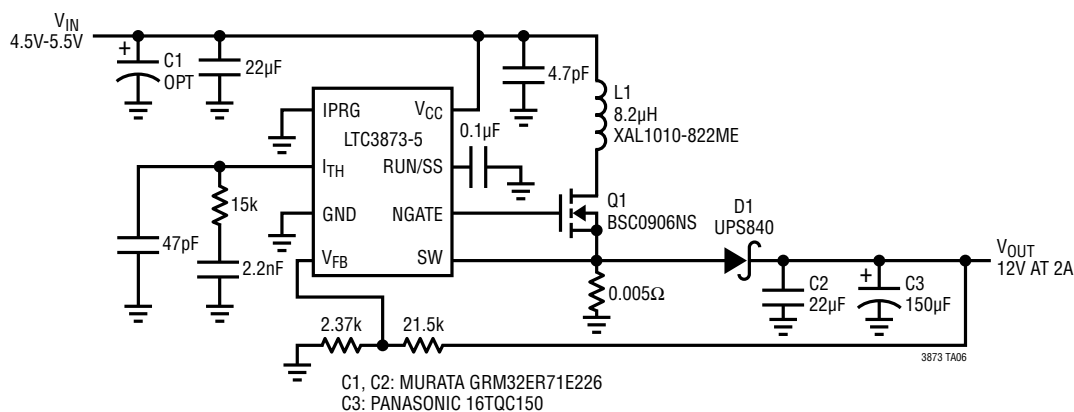 VIN
4.5V-5.5V
+
C1
OPT
22µF
IPRG
VCC
LTC3873-5
ITH
RUN/SS
GND
NGATE
VFB
SW
0.1µF
4.7pF
L1
8.2µH
XAL1010-822ME
Q1
BSC0906NS
D1
UPS840
VOUT
12V AT 2A
15k
47pF
2.2nF
0.005Ω
C2
22µF
+
C3
150µF
2.37k
21.5k
3873 TA06
C1, C2: MURATA GRM32ER71E226
C3: PANASONIC 16TQC150